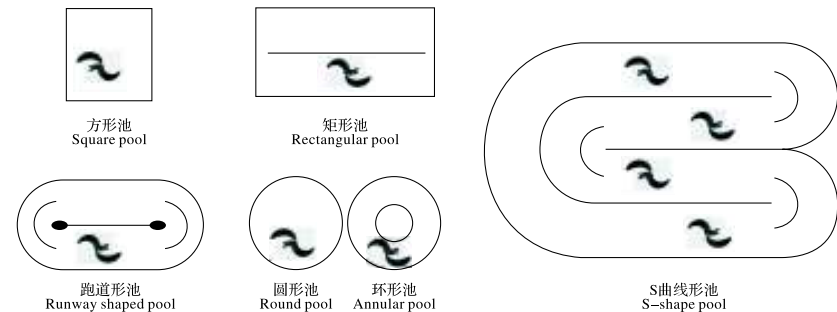 方形池
Square pool
矩形池
Rectangular pool
跑道形池
Runway shaped pool
圆形池
Round pool
环形池
Annular pool
S曲线形池
S-shape pool